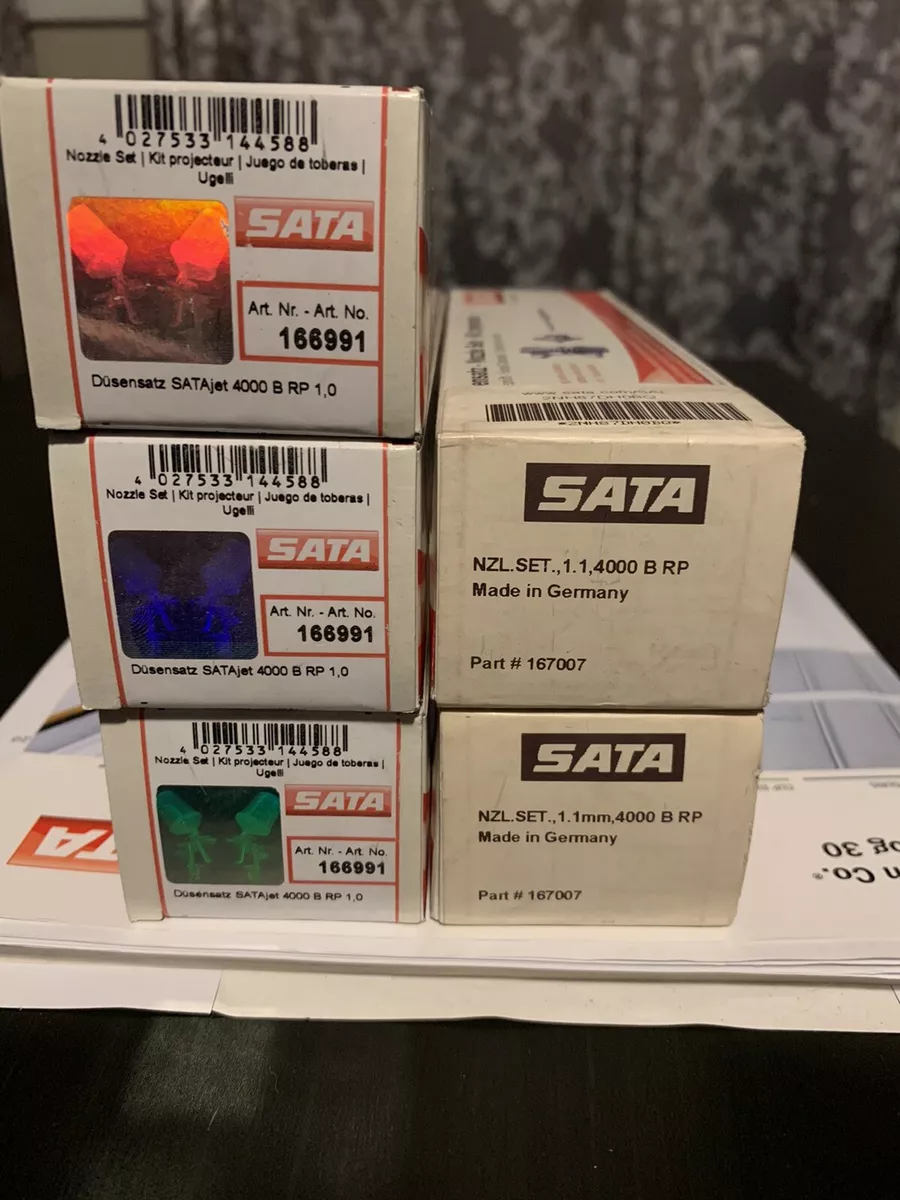 4 027533 144588
Nozzle Set | Kit projecteur | Juego de toberas |
Ugelli
SATA
Art. Nr. - Art. No.
166991
Düsensatz SATAjet 4000 B RP 1,0
4 027533 144588
Nozzle Set | Kit projecteur | Juego de toberas |
Ugelli
SATA
Art. Nr. - Art. No.
166991
Düsensatz SATAjet 4000 B RP 1,0
4 027533 144588
Nozzle Set | Kit projecteur | Juego de toberas |
Ugelli
SATA
Art. Nr. - Art. No.
166991
Düsensatz SATAjet 4000 B RP 1,0
SATA
NZL.SET.,1.1,4000 B RP
Made in Germany
Part # 167007
SATA
NZL.SET.,1.1mm,4000 B RP
Made in Germany
Part # 167007
n Co.®
og 30